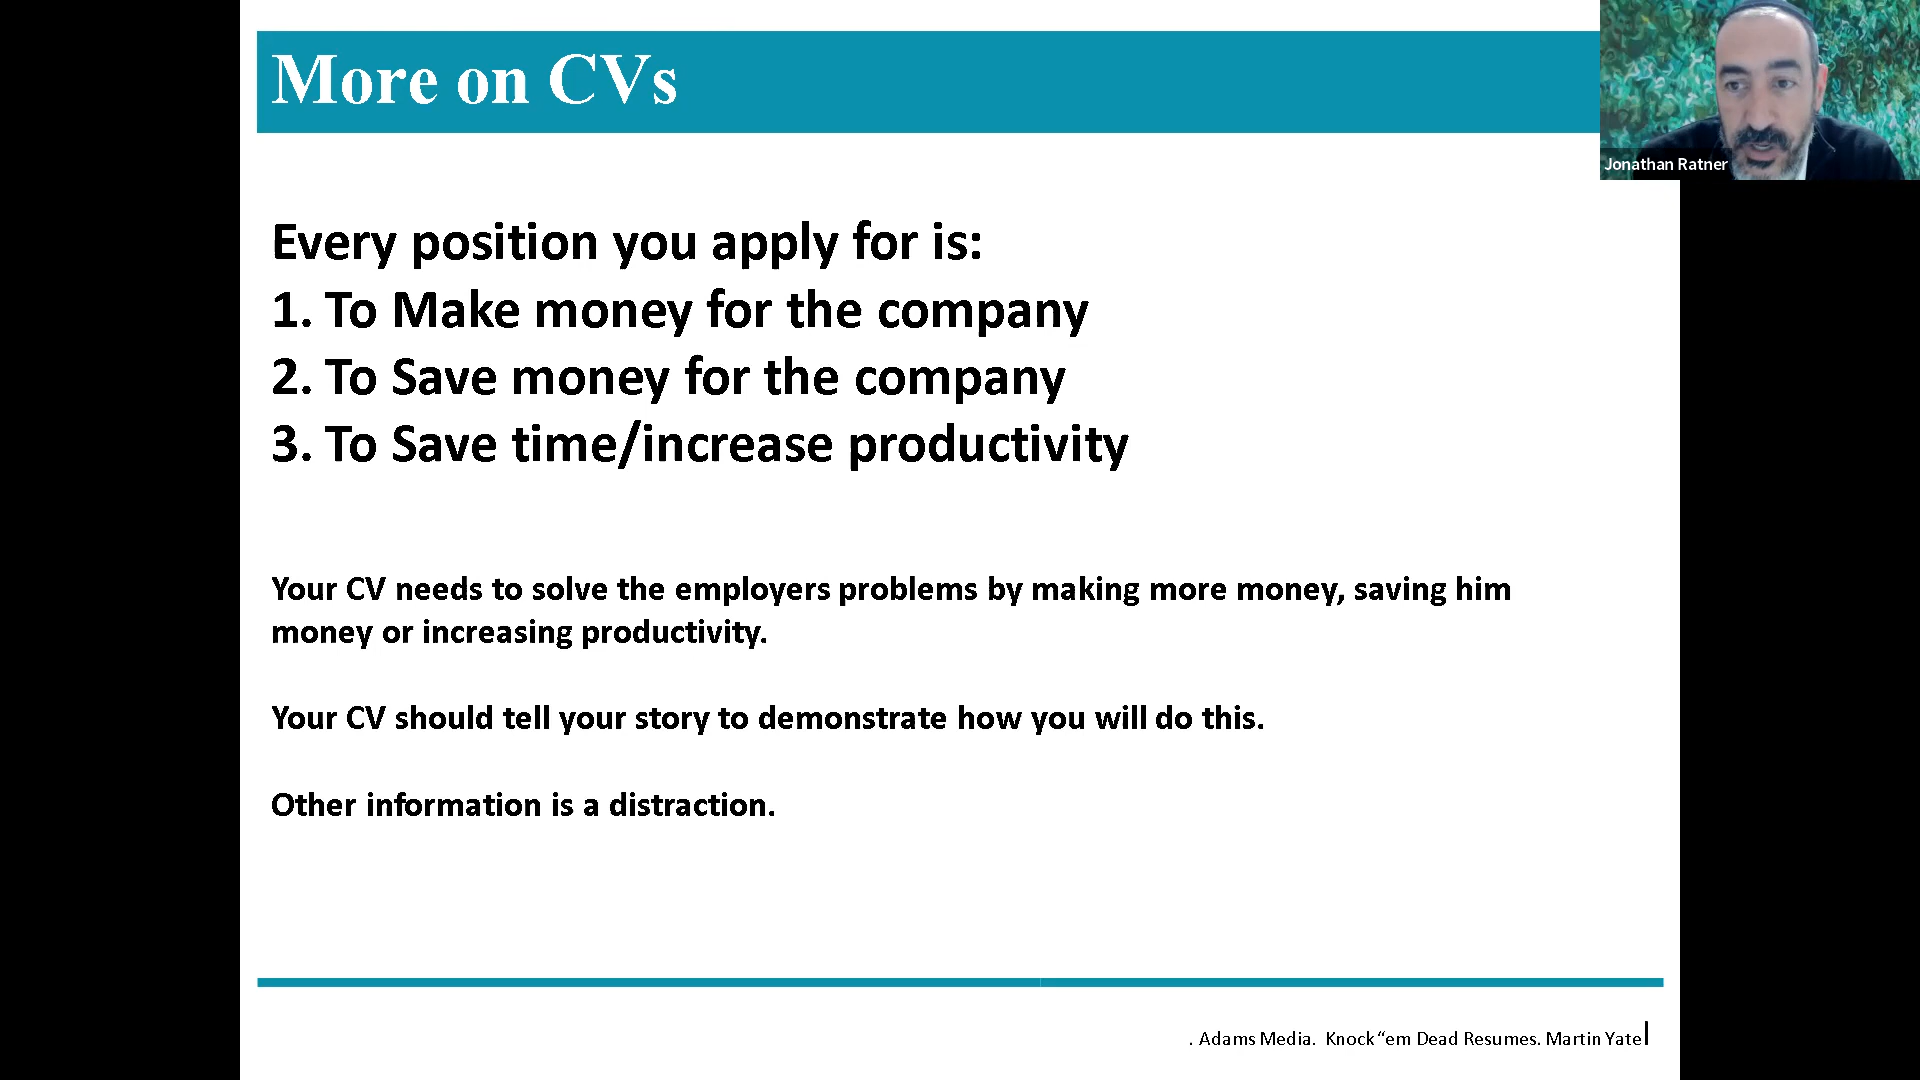 More on CVs
Jonathan Ratner
Every position you apply for is:
1. To Make money for the company
2. To Save money for the company
3. To Save time/increase productivity
Your CV needs to solve the employers problems by making more money, saving him
money or increasing productivity.
Your CV should tell your story to demonstrate how you will do this.
Other information is a distraction.
. Adams Media. Knock “em Dead Resumes. Martin Yate